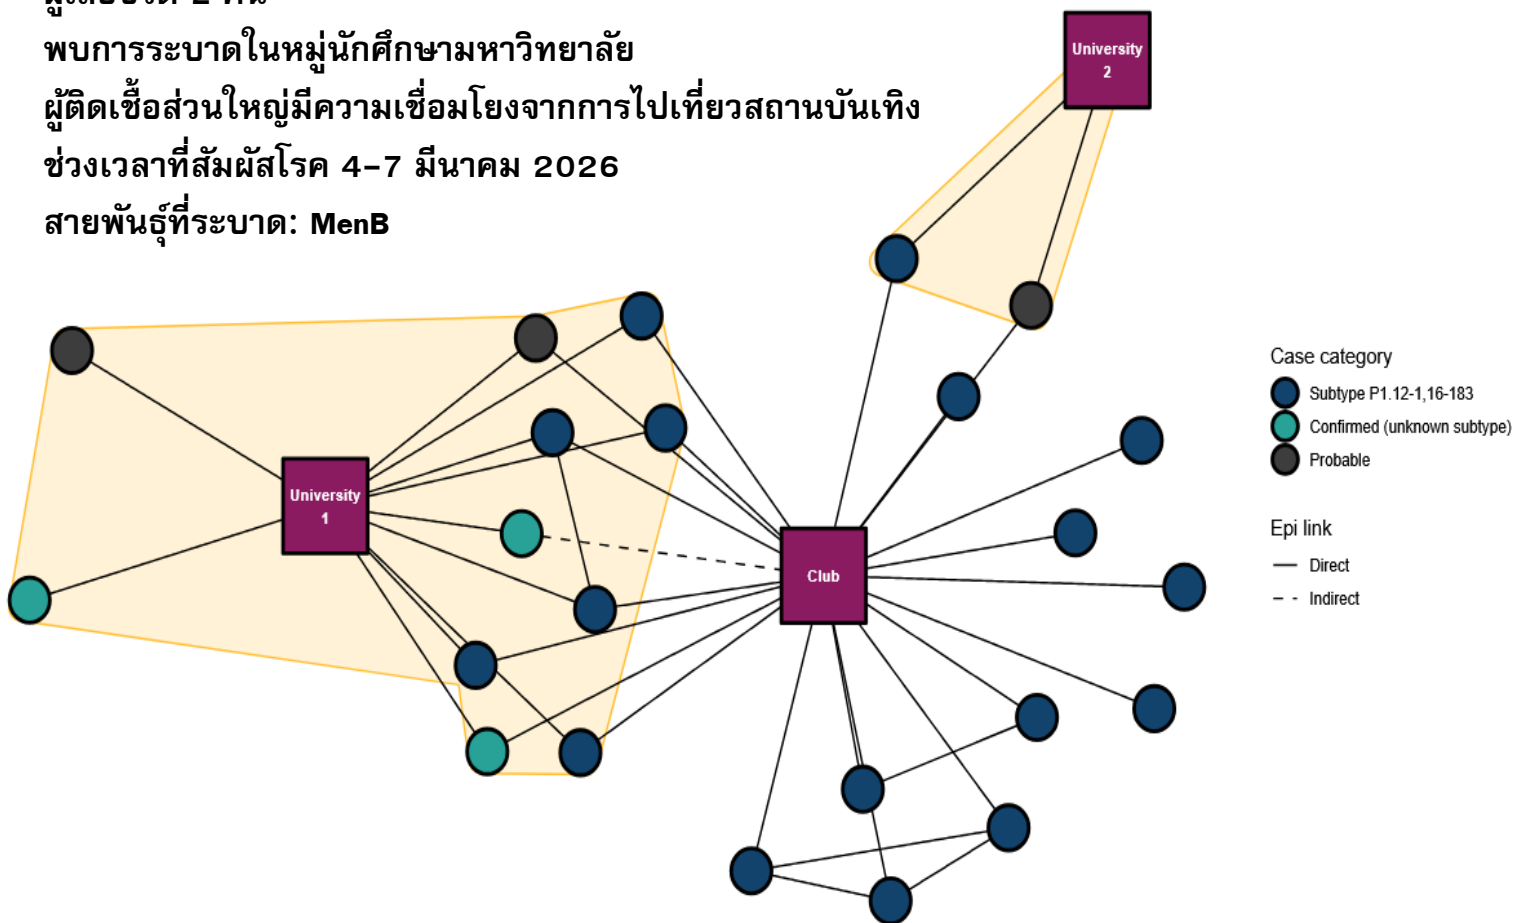 พบการระบาดในหมู่นักศึกษามหาวิทยาลัย
ผู้ติดเชื้อส่วนใหญ่มีความเชื่อมโยงจากการไปเที่ยวสถานบันเทิง
ช่วงเวลาที่สัมผัสโรค 4-7 มีนาคม 2026
สายพันธุ์ที่ระบาด: MenB
University
2
University
1
Club
Case category
Subtype P1.12-1,16-183
Confirmed (unknown subtype)
Probable
Epi link
Direct
Indirect